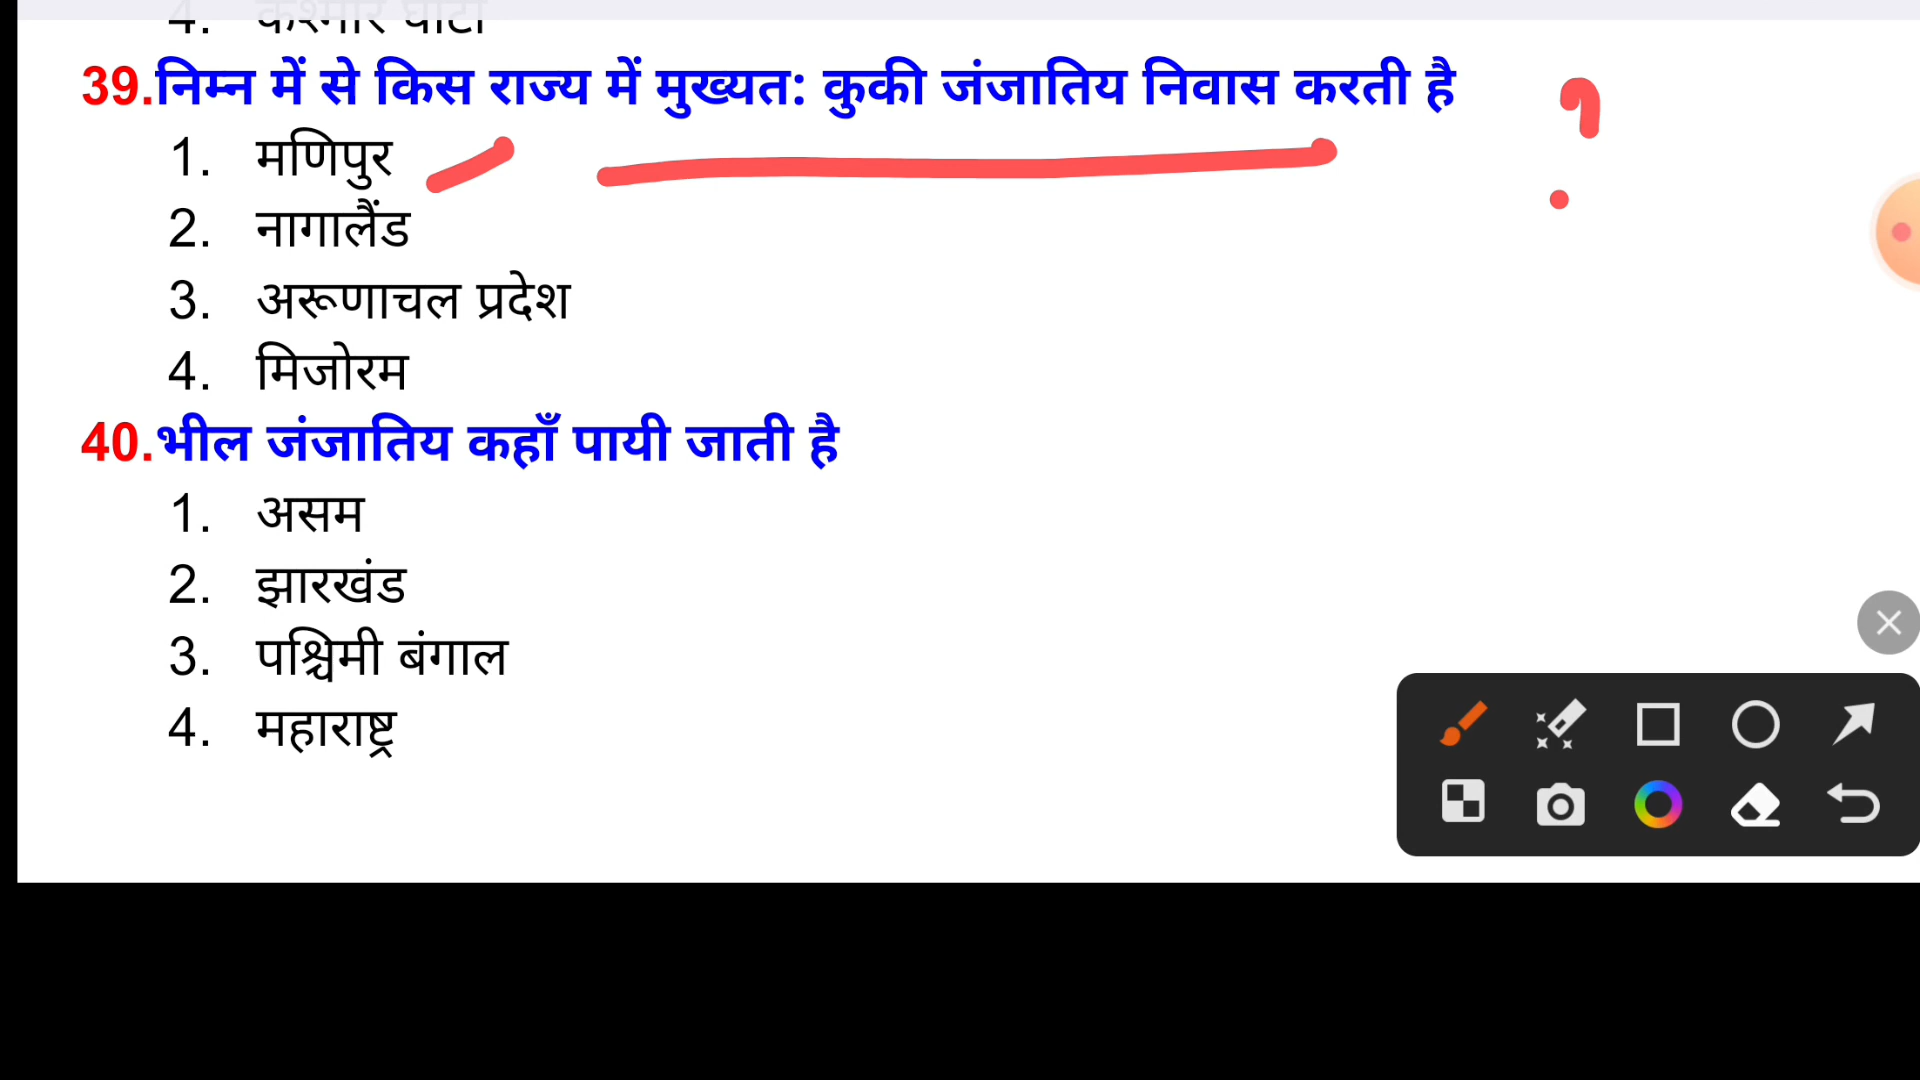 39.निम्न में से किस राज्य में मुख्यत: कुकी जंजातिय निवास करती है ?
1. मणिपुर
2. नागालैंड
3. अरूणाचल प्रदेश
4. मिजोरम
40.भील जंजातिय कहाँ पायी जाती है
1. असम
2. झारखंड
3. पश्चिमी बंगाल
4. महाराष्ट्र